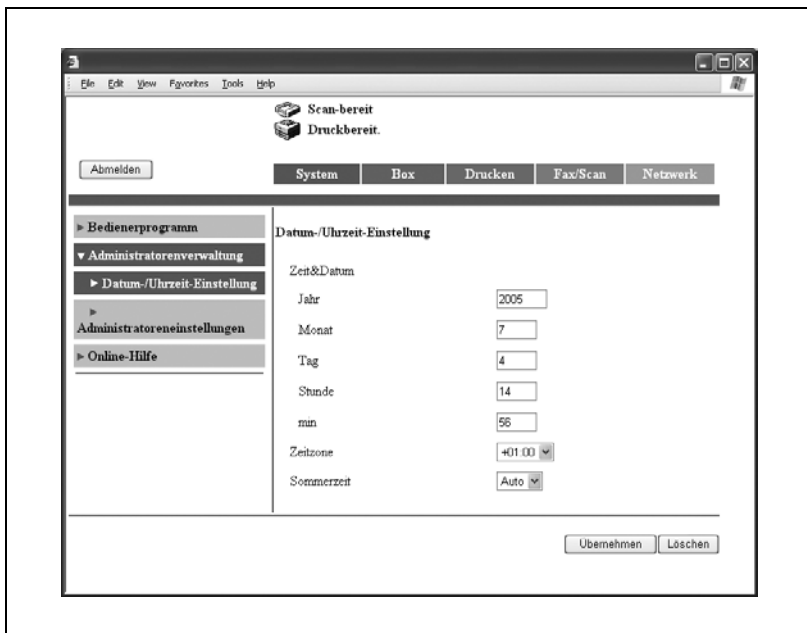 File Edit View Favorites Tools Help
Scan-bereit
Druckbereit.
Abmelden
System Box Drucken Fax/Scan Netzwerk
Bedienerprogramm
Administratorenverwaltung
Datum-/Uhrzeit-Einstellung
Administratoreneinstellungen
Online-Hilfe
Datum-/Uhrzeit-Einstellung
Zeit&Datum
Jahr 2005
Monat 7
Tag 4
Stunde 14
min 56
Zeitzone +01:00
Sommerzeit Auto
Übernehmen Löschen